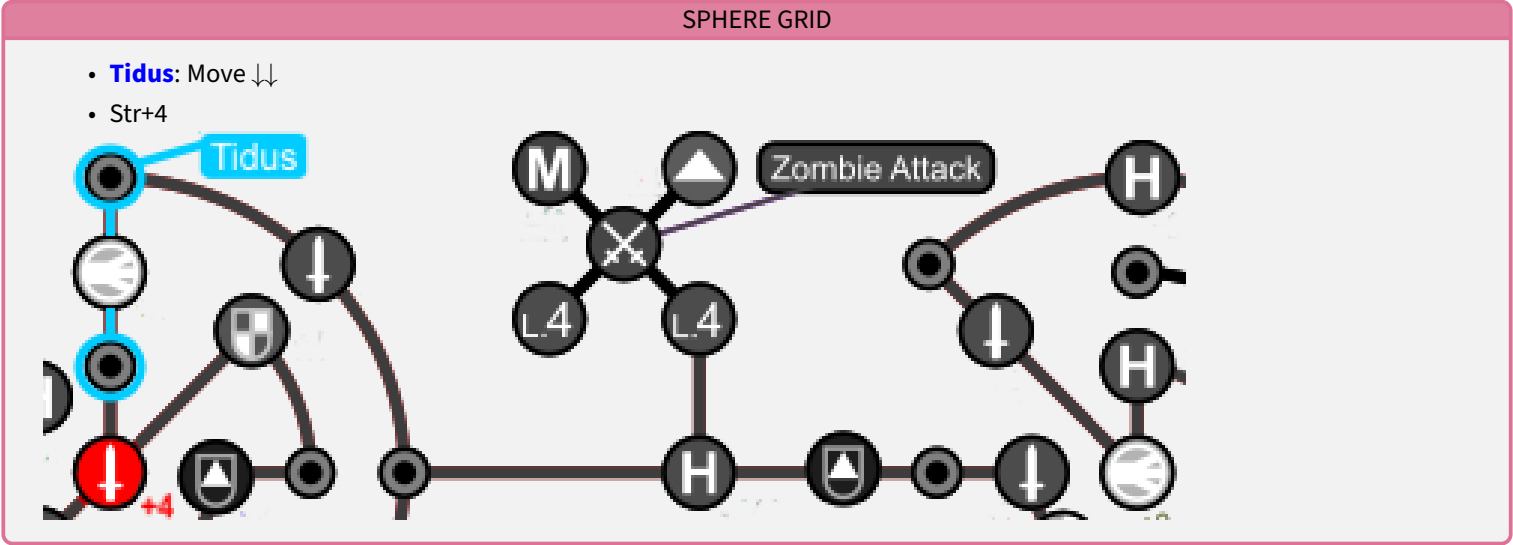 SPHERE GRID
• Tidus: Move ↓↓
• Str+4
Tidus
M
Zombie Attack
H
L.4
L.4
H
+4
H